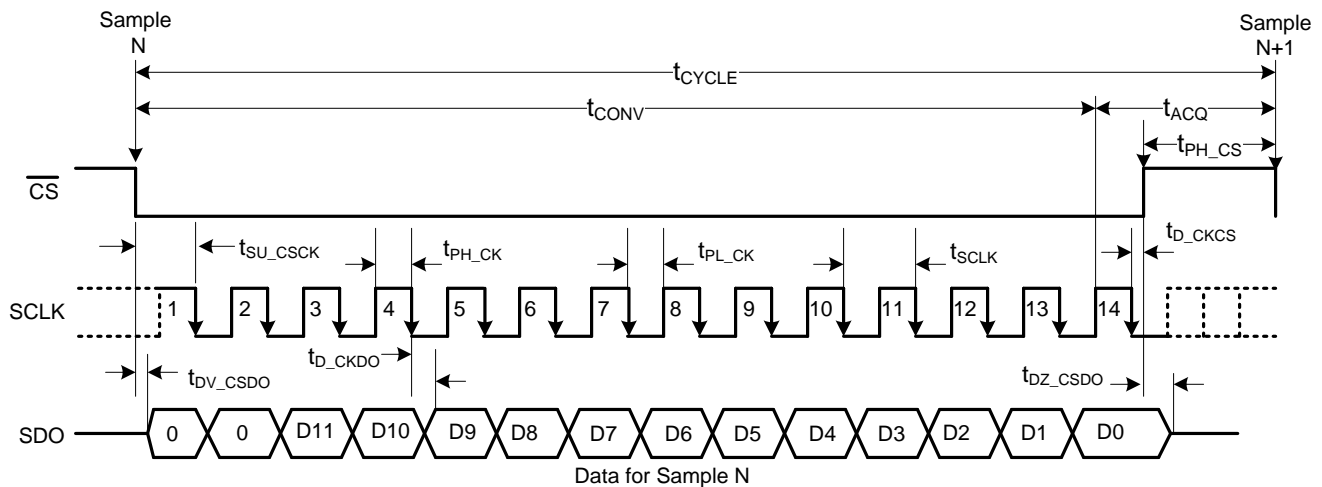 Sample
N
Sample
N+1
tCYCLE
tCONV
tACQ
tPH_CS
CS
tSU_CSCK
tPH_CK
tPL_CK
tSCLK
tD_CKCS
SCLK
1 2 3 4 5 6 7 8 9 10 11 12 13 14
tDV_CSDO
tD_CKDO
tDZ_CSDO
SDO
0 0 D11 D10 D9 D8 D7 D6 D5 D4 D3 D2 D1 D0
Data for Sample N